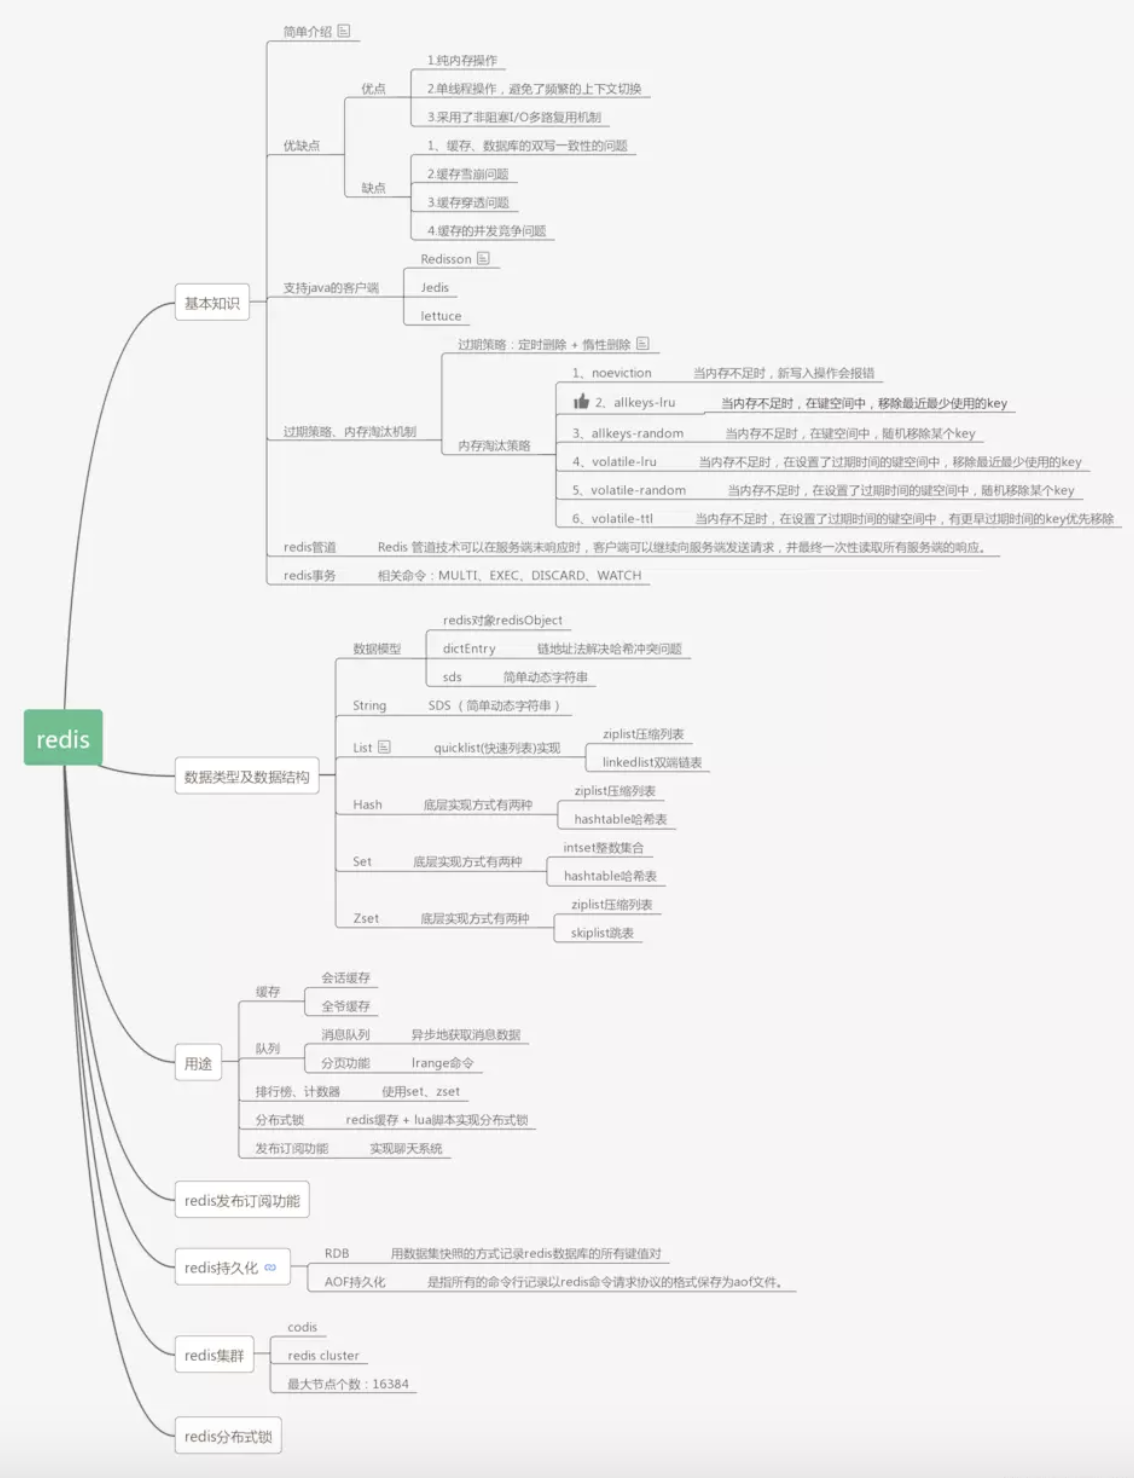 简单介绍
1.纯内存操作
优点
2.单线程操作，避免了频繁的上下文切换
3.采用了非阻塞I/O多路复用机制
优缺点
1、缓存、数据库的双写一致性的问题
2.缓存雪崩问题
缺点
3.缓存穿透问题
4.缓存的并发竞争问题
Redisson
基本知识
支持java的客户端
Jedis
lettuce
过期策略：定时删除 + 惰性删除
1、noeviction 当内存不足时，新写入操作会报错
2、allkeys-lru 当内存不足时，在键空间中，移除最近最少使用的key
过期策略、内存淘汰机制
3、allkeys-random 当内存不足时，在键空间中，随机移除某个key
内存淘汰策略
4、volatile-lru 当内存不足时，在设置了过期时间的键空间中，移除最近最少使用的key
5、volatile-random 当内存不足时，在设置了过期时间的键空间中，随机移除某个key
6、volatile-ttl 当内存不足时，在设置了过期时间的键空间中，有更早过期时间的key优先移除
redis管道 Redis 管道技术可以在服务端未响应时，客户端可以继续向服务端发送请求，并最终一次性读取所有服务端的响应。
redis事务 相关命令：MULTI、EXEC、DISCARD、WATCH
redis对象redisObject
数据模型
dictEntry 链地址法解决哈希冲突问题
sds 简单动态字符串
String SDS （简单动态字符串）
redis
ziplist压缩列表
List quicklist(快速列表)实现
linkedlist双端链表
数据类型及数据结构
ziplist压缩列表
Hash 底层实现方式有两种
hashtable哈希表
intset整数集合
Set 底层实现方式有两种
hashtable哈希表
ziplist压缩列表
Zset 底层实现方式有两种
skiplist跳表
会话缓存
缓存
全爷缓存
消息队列 异步地获取消息数据
队列
用途
分页功能 lrange命令
排行榜、计数器 使用set、zset
分布式锁 redis缓存 + lua脚本实现分布式锁
发布订阅功能 实现聊天系统
redis发布订阅功能
RDB 用数据集快照的方式记录redis数据库的所有键值对
redis持久化
AOF持久化 是指所有的命令行记录以redis命令请求协议的格式保存为aof文件。
codis
redis集群
redis cluster
最大节点个数：16384
redis分布式锁